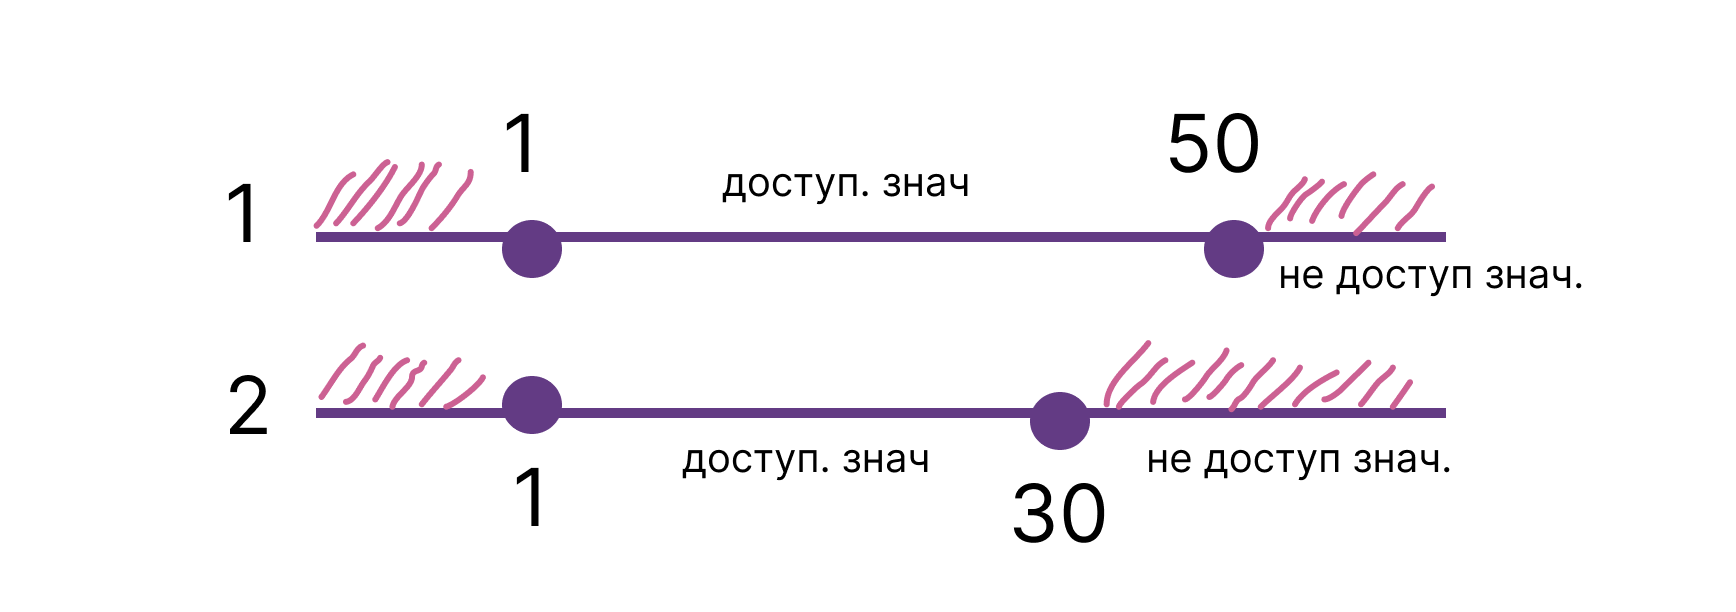 1 50
доступ. знач
1
не доступ знач.
2
доступ. знач не доступ знач.
1 30